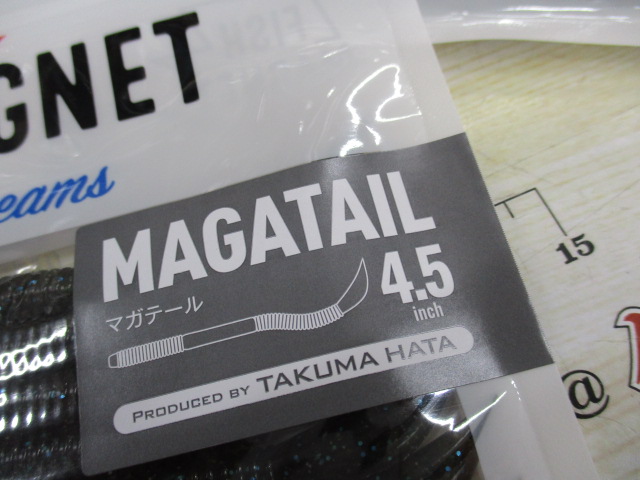 GNET
eams
MAGATAIL
マガテール
4.5
inch
PRODUCED BY TAKUMA HATA
15
@